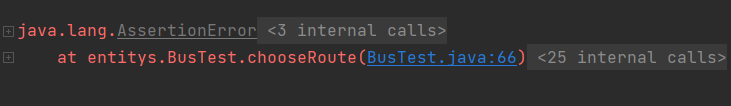 java.lang.AssertionError <3 internal calls>
at entitys.BusTest.chooseRoute(BusTest.java:66) <25 internal calls>